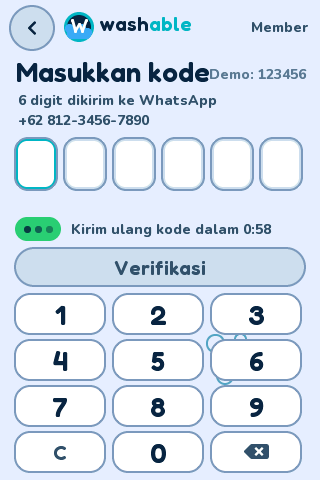 washable
Member
Masukkan kode
Demo: 123456
6 digit dikirim ke WhatsApp
+62 812-3456-7890
Kirim ulang kode dalam 0:58
Verifikasi
1 2 3
4 5 6
7 8 9
C 0